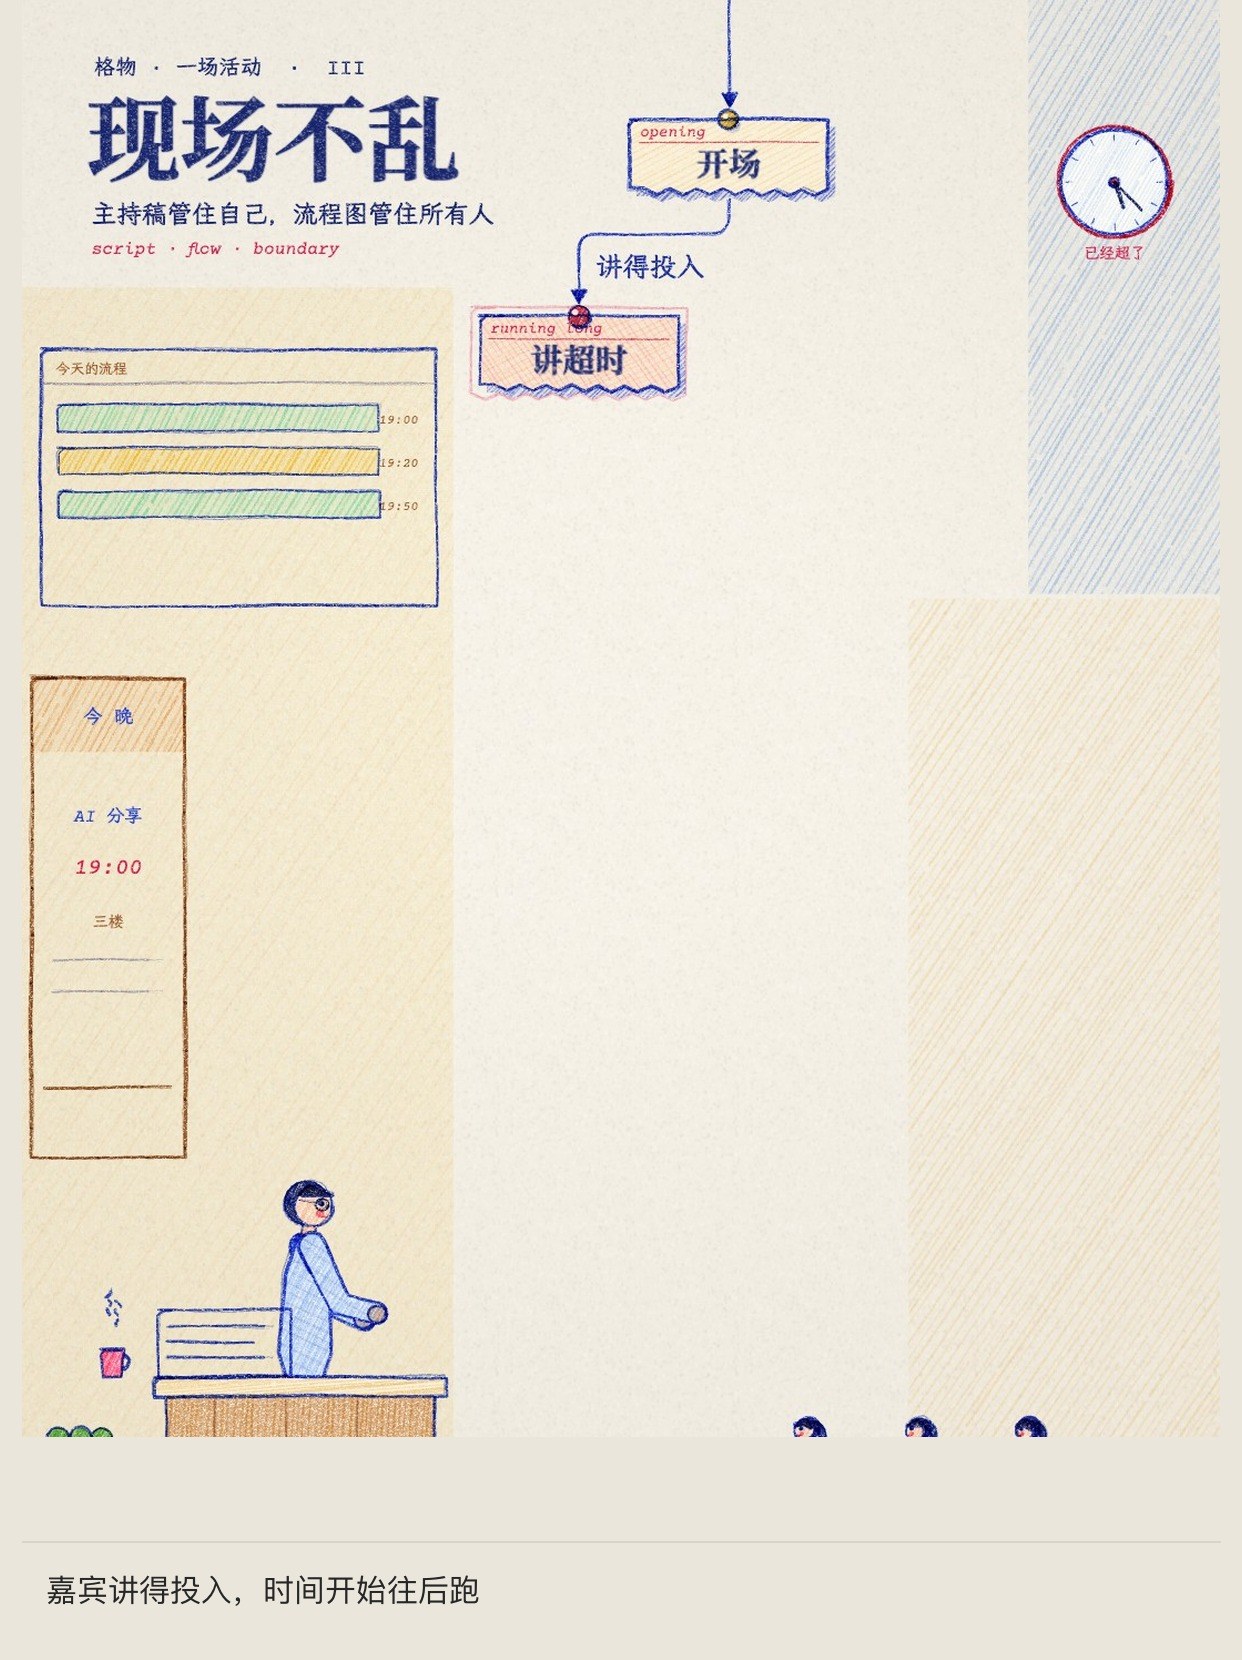 格物 · 一场活动 · III
现场不乱
主持稿管住自己, 流程图管住所有人
script · flow · boundary
opening
开场
讲得投入
running long
讲超时
已经超了
今天的流程
19:00
19:20
19:50
今 晚
AI 分享
19:00
三楼
嘉宾讲得投入，时间开始往后跑